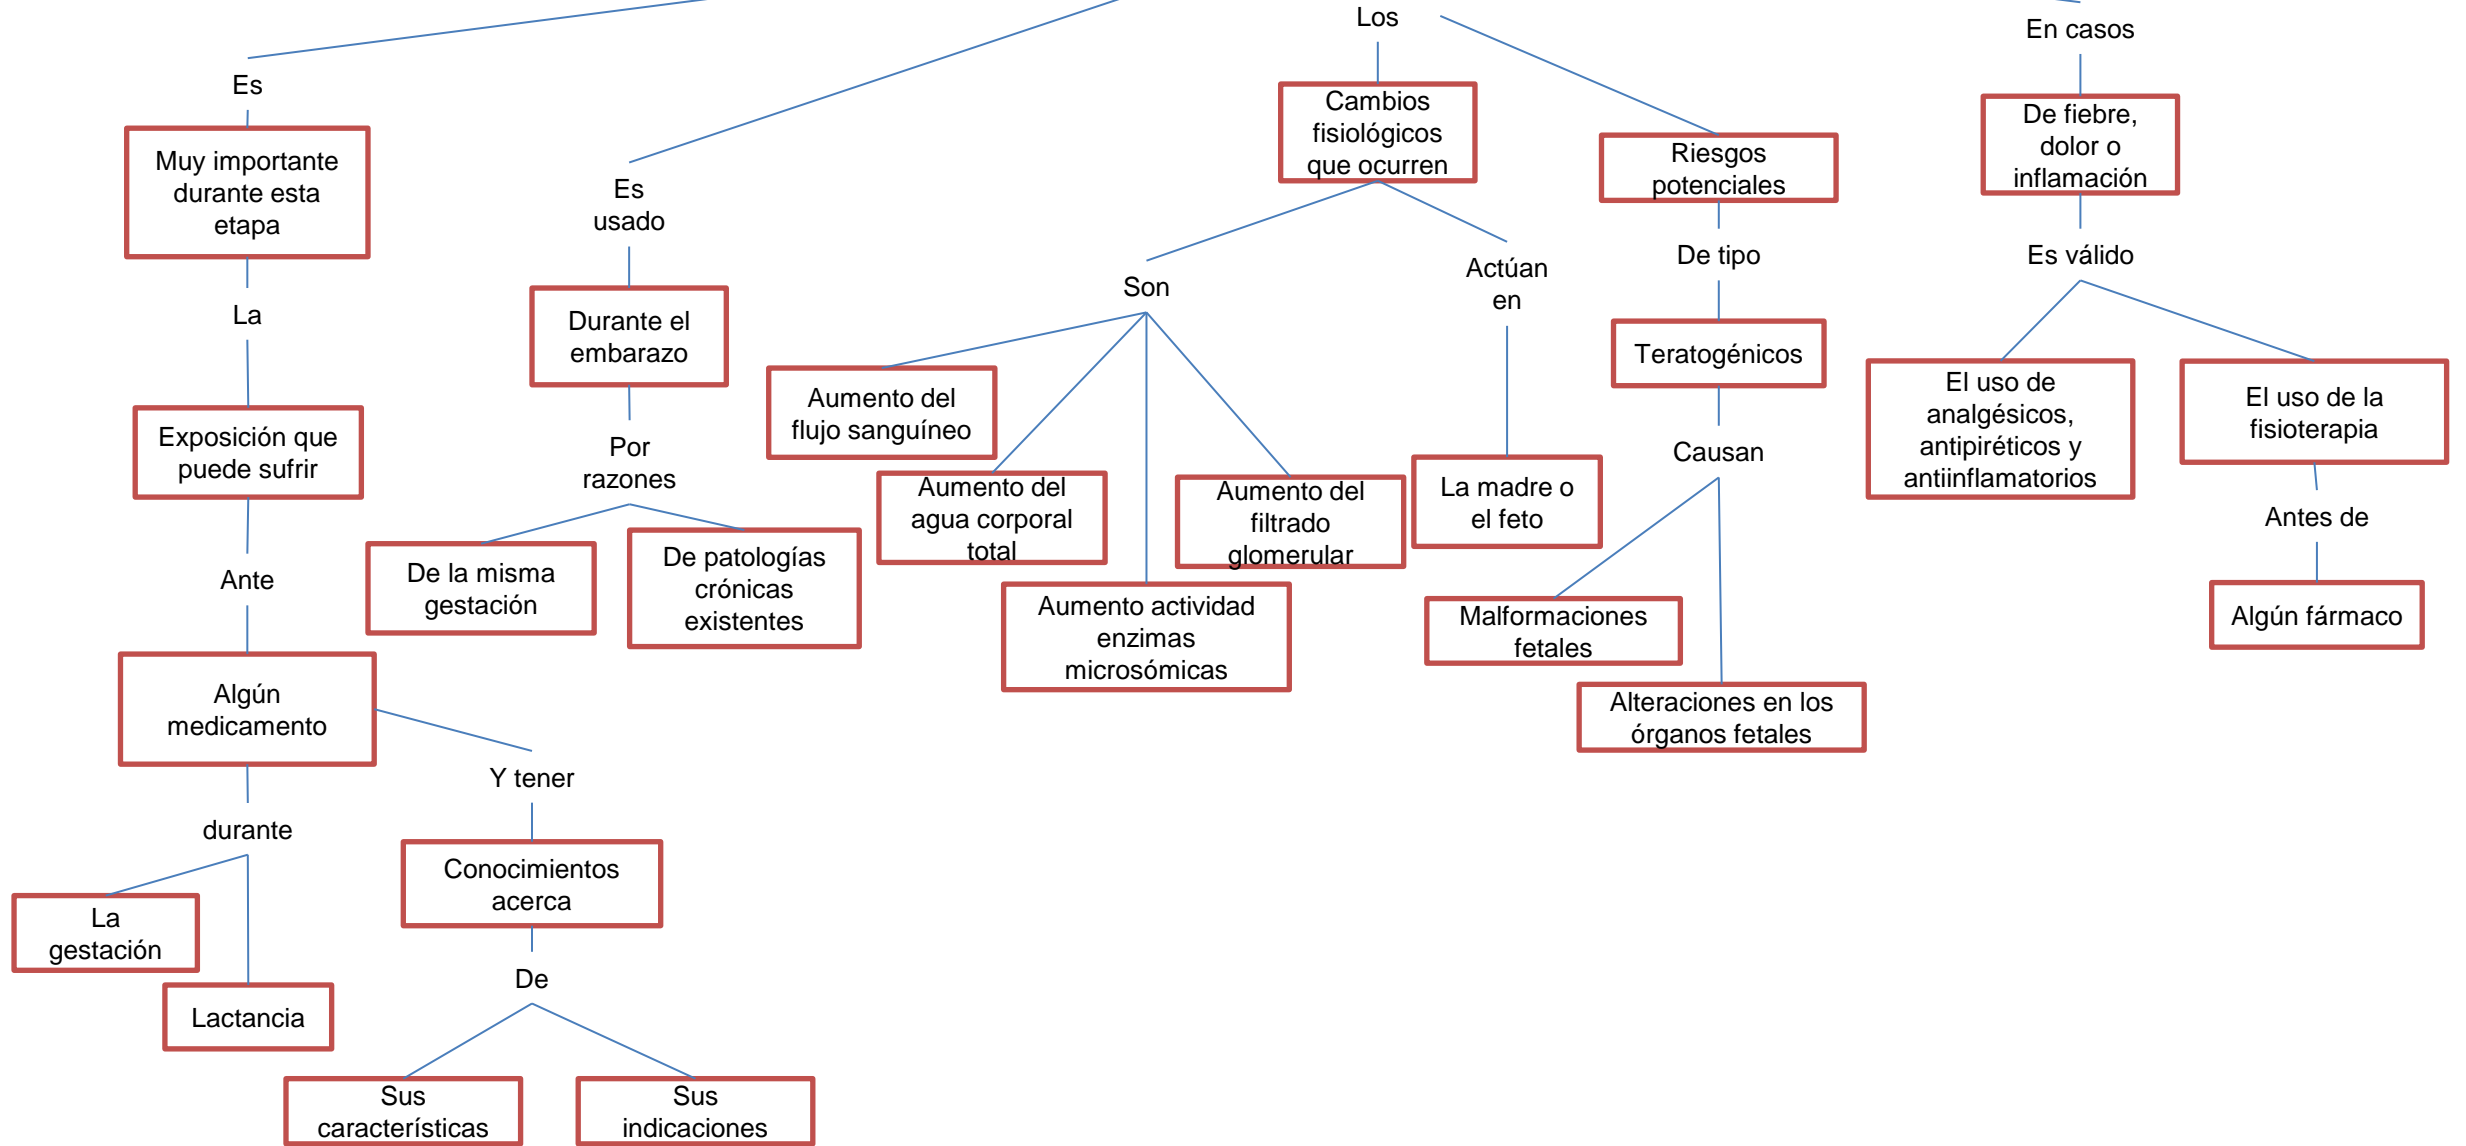 Es
Muy importante
durante esta
etapa
La
Exposición que
puede sufrir
Ante
Algún
medicamento
durante
La
gestación
Lactancia
Y tener
Conocimientos
acerca
De
Sus
características
Sus
indicaciones
Es
usado
Durante el
embarazo
Por
razones
De la misma
gestación
De patologías
crónicas
existentes
Los
Cambios
fisiológicos
que ocurren
Son
Aumento del
flujo sanguíneo
Aumento del
agua corporal
total
Aumento actividad
enzimas
microsómicas
Aumento del
filtrado
glomerular
Actúan
en
La madre o
el feto
Riesgos
potenciales
De tipo
Teratogénicos
Causan
Malformaciones
fetales
Alteraciones en los
órganos fetales
En casos
De fiebre,
dolor o
inflamación
Es válido
El uso de
analgésicos,
antipiréticos y
antiinflamatorios
El uso de la
fisioterapia
Antes de
Algún fármaco